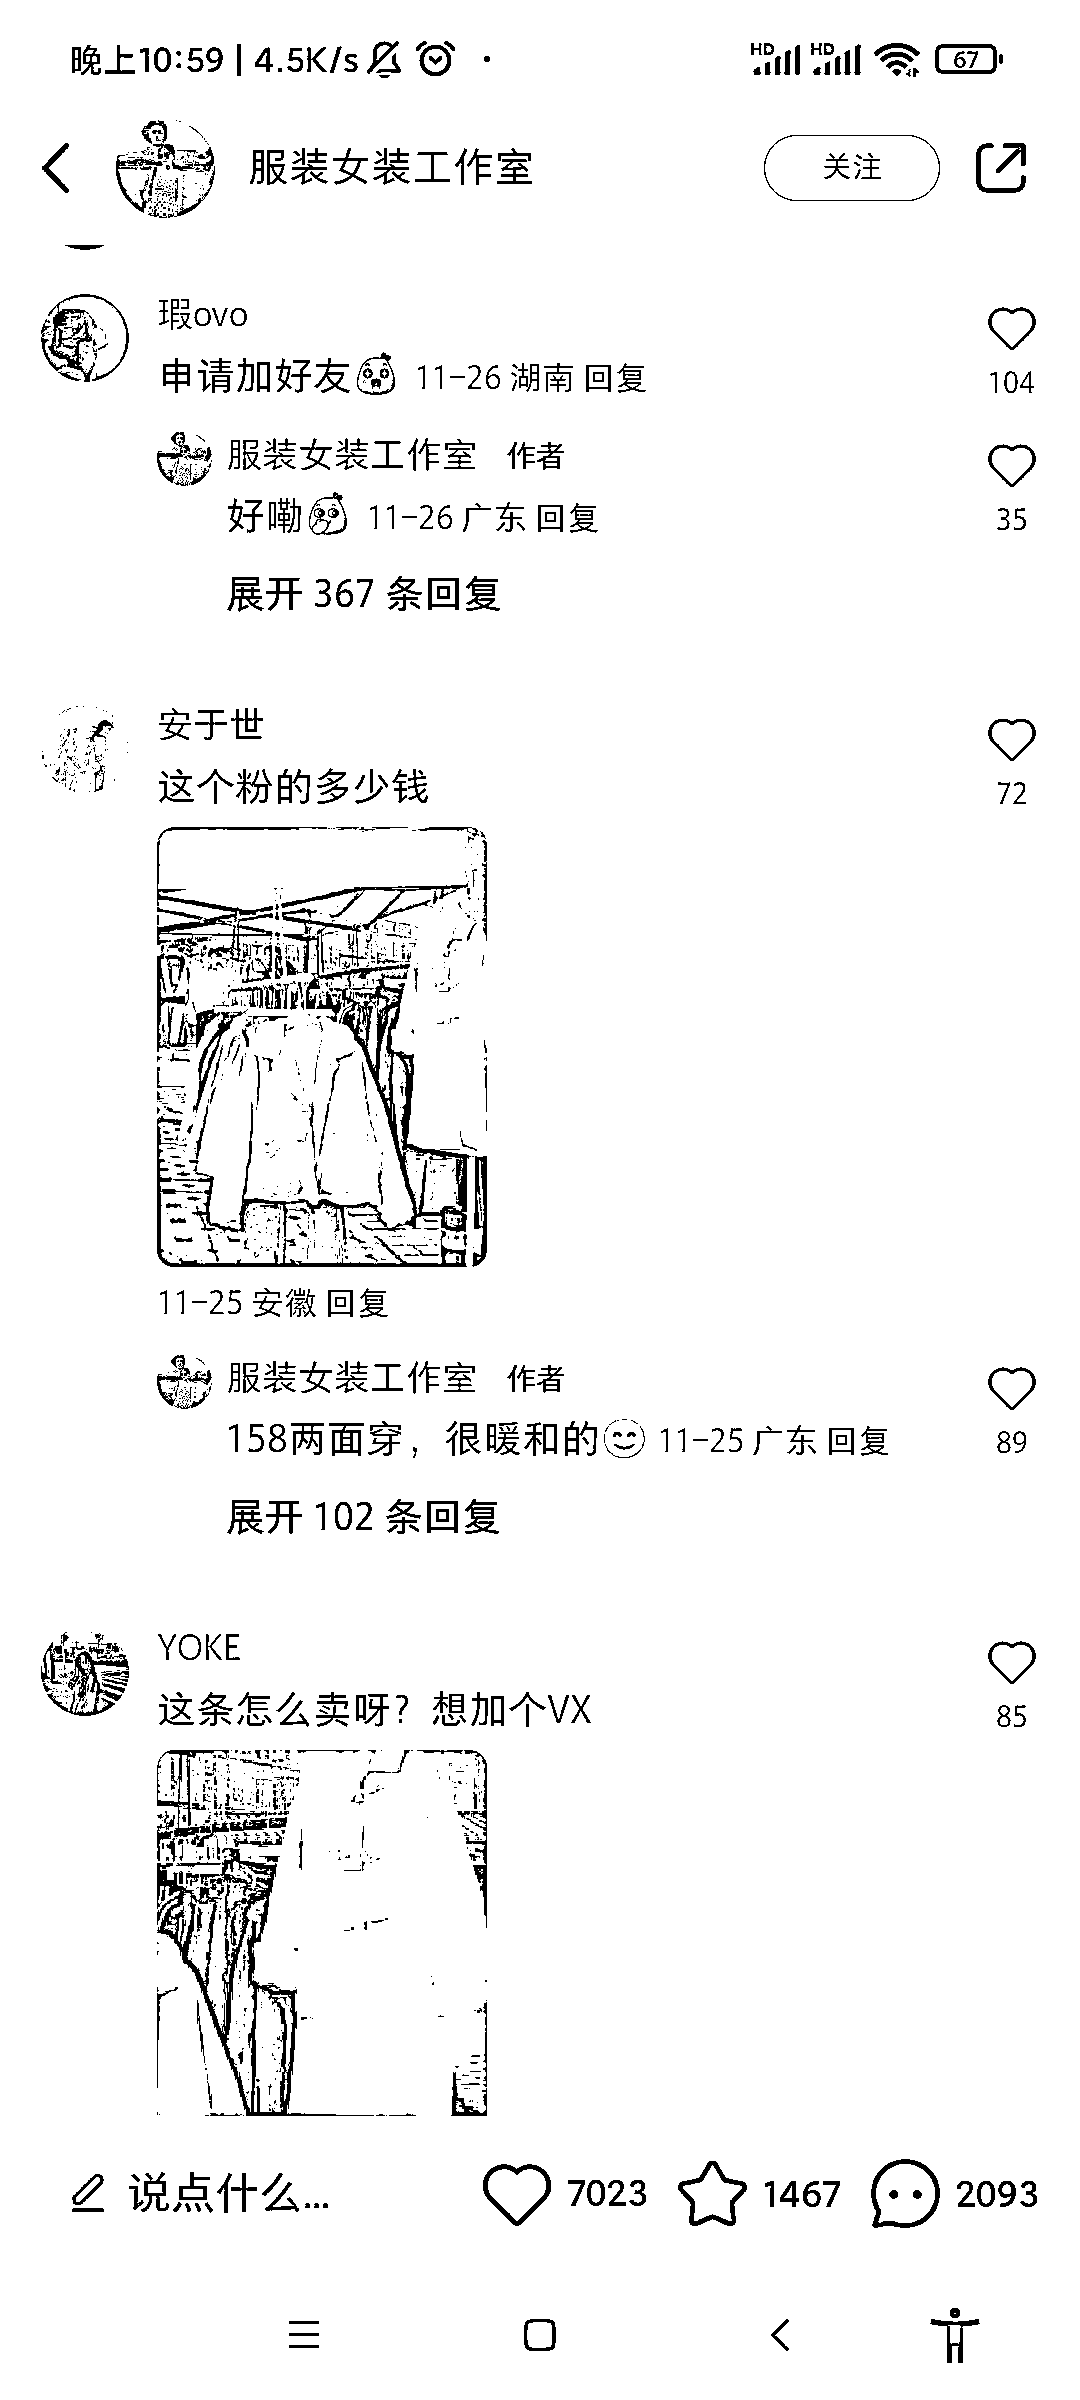 晚上10:59 | 4.5K/s
HD HD 67
服装女装工作室 关注
瑕ovo
申请加好友 11-26 湖南 回复
104
服装女装工作室 作者
好嘞 11-26 广东 回复
35
展开 367 条回复
安于世
这个粉的多少钱
72
11-25 安徽 回复
服装女装工作室 作者
158两面穿，很暖和的 11-25 广东 回复
89
展开 102 条回复
YOKE
这条怎么卖呀？想加个VX
85
说点什么... 7023 1467 2093